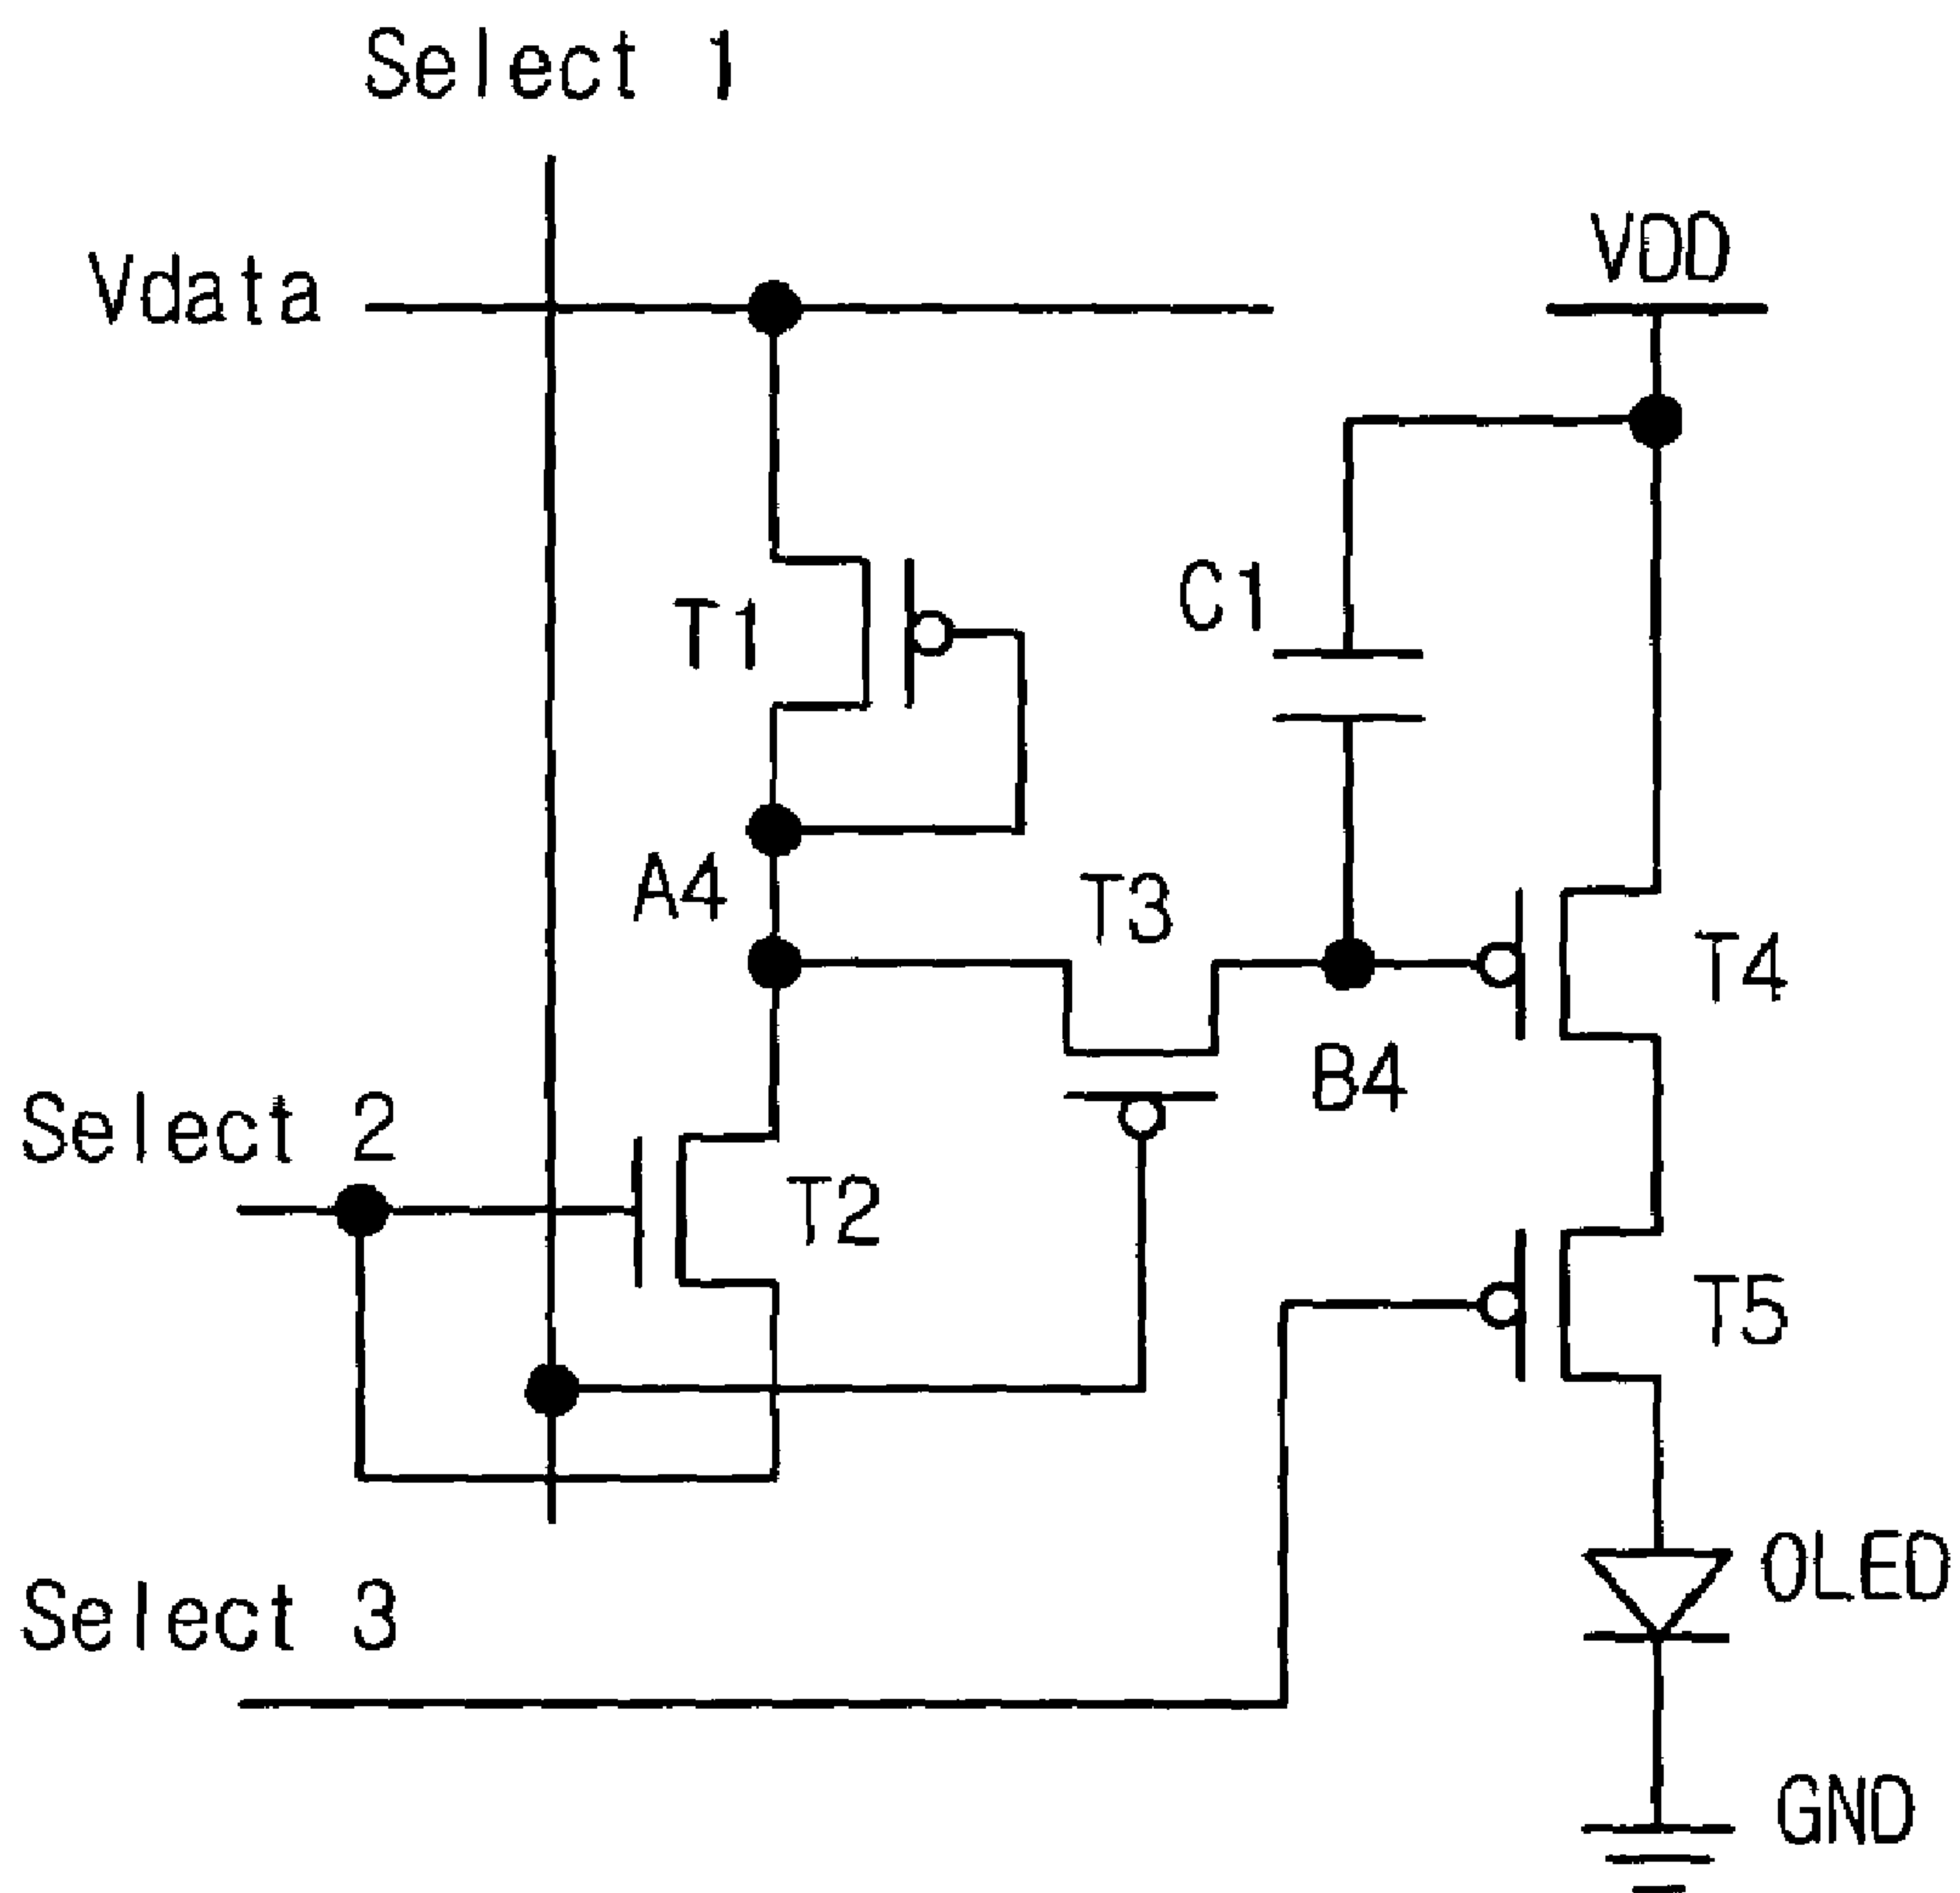 Select 1
Vdata
VDD
T1
C1
A4
T3
T4
B4
Select 2
T2
T5
OLED
Select 3
GND